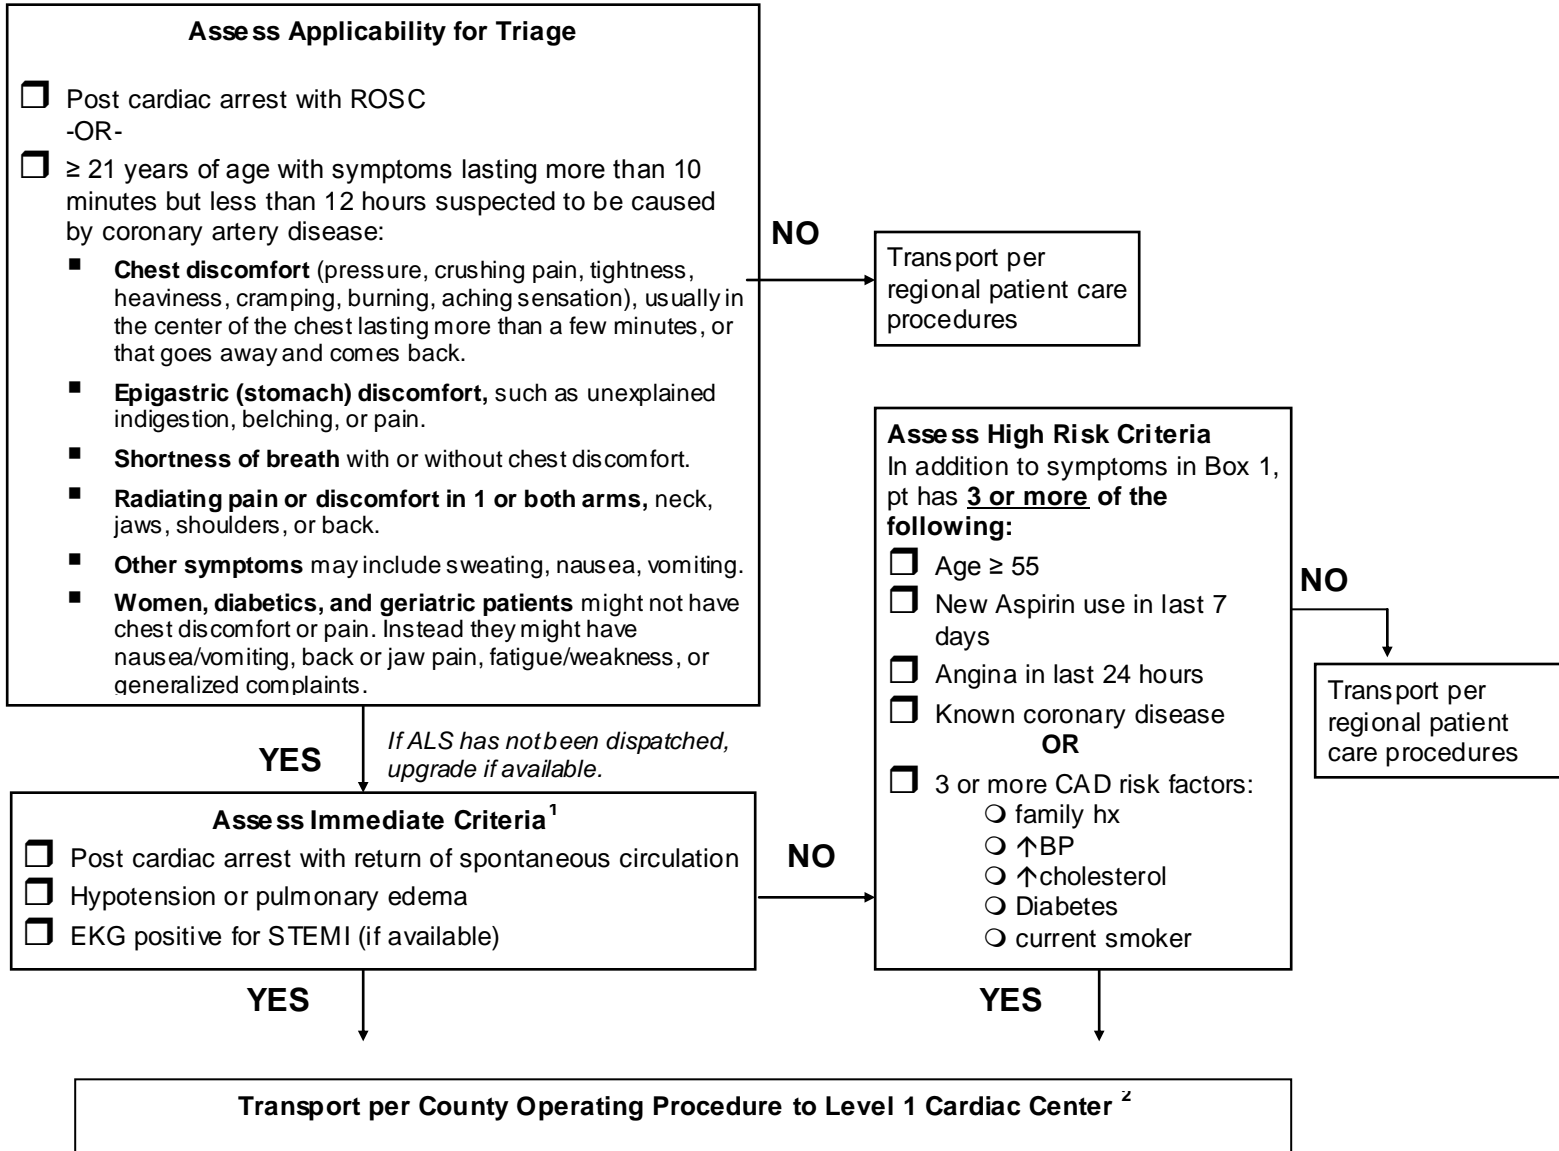 Assess Applicability for Triage
❒ Post cardiac arrest with ROSC
-OR-
❒ ≥ 21 years of age with symptoms lasting more than 10
minutes but less than 12 hours suspected to be caused
by coronary artery disease:
▪ Chest discomfort (pressure, crushing pain, tightness,
heaviness, cramping, burning, aching sensation), usually in
the center of the chest lasting more than a few minutes, or
that goes away and comes back.
▪ Epigastric (stomach) discomfort, such as unexplained
indigestion, belching, or pain.
▪ Shortness of breath with or without chest discomfort.
▪ Radiating pain or discomfort in 1 or both arms, neck,
jaws, shoulders, or back.
▪ Other symptoms may include sweating, nausea, vomiting.
▪ Women, diabetics, and geriatric patients might not have
chest discomfort or pain. Instead they might have
nausea/vomiting, back or jaw pain, fatigue/weakness, or
generalized complaints.
NO
Transport per
regional patient care
procedures
YES
If ALS has not been dispatched,
upgrade if available.
Assess Immediate Criteria¹
❒ Post cardiac arrest with return of spontaneous circulation
❒ Hypotension or pulmonary edema
❒ EKG positive for STEMI (if available)
NO
Assess High Risk Criteria
In addition to symptoms in Box 1,
pt has 3 or more of the
following:
❒ Age ≥ 55
❒ New Aspirin use in last 7
days
❒ Angina in last 24 hours
❒ Known coronary disease
OR
❒ 3 or more CAD risk factors:
❍ family hx
❍ ↑BP
❍ ↑cholesterol
❍ Diabetes
❍ current smoker
NO
Transport per
regional patient
care procedures
YES
YES
Transport per County Operating Procedure to Level 1 Cardiac Center ²